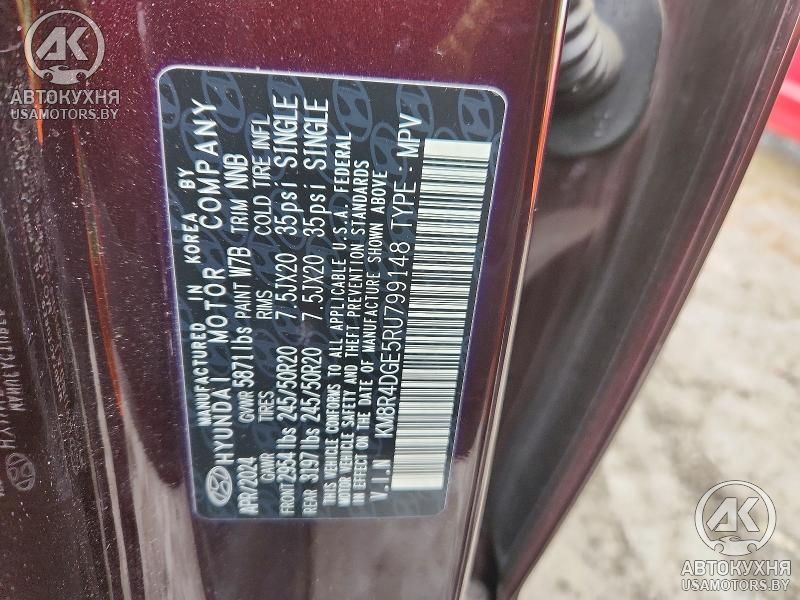 АВТОКУХНЯ
USAMOTORS.BY
MANUFACTURED IN KOREA BY
HYUNDAI MOTOR COMPANY
APR/2024 GVWR 5871lbs PAINT W7B TRIM NNB
GAWR TIRES RMS COLD TIRE INFL
FRONT 2954lbs 245/50R20 7.5JX20 35psi SINGLE
REAR 3197lbs 245/50R20 7.5JX20 35psi SINGLE
THIS VEHICLE CONFORMS TO ALL APPLICABLE U.S.A. FEDERAL
MOTOR VEHICLE SAFETY AND THEFT PREVENTION STANDARDS
IN EFFECT ON THE DATE OF MANUFACTURE SHOWN ABOVE
V.I.N KM8R4DGE5RU799148 TYPE - MPV
АВТОКУХНЯ
USAMOTORS.BY